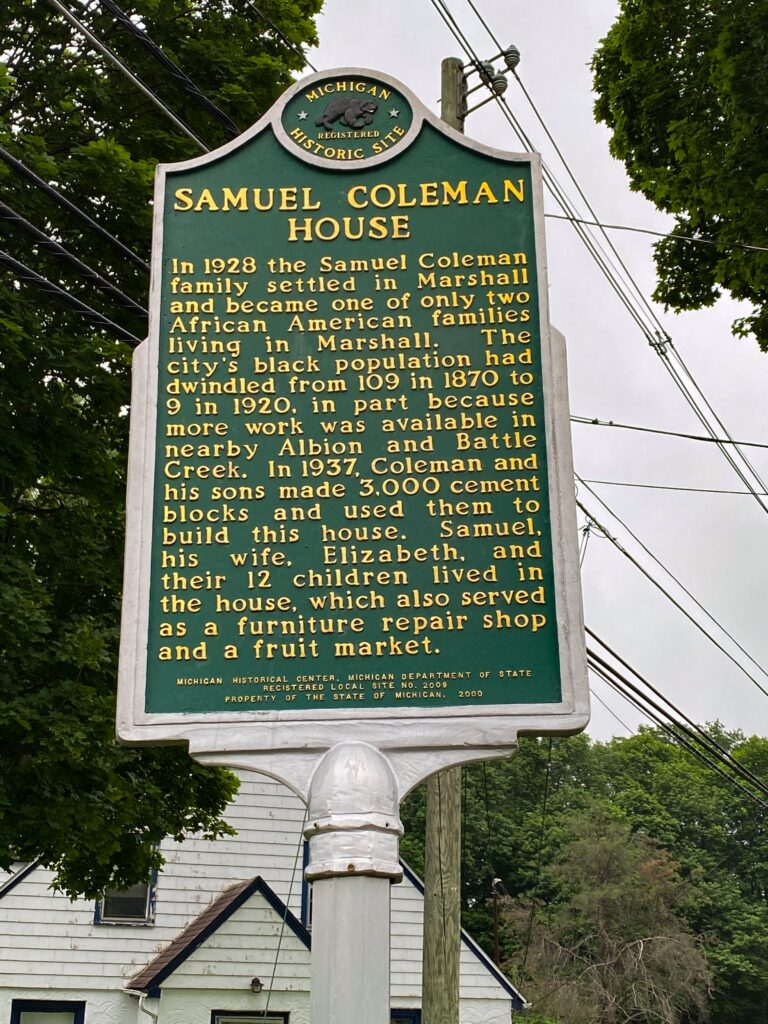 MICHIGAN
REGISTERED
HISTORIC SITE
SAMUEL COLEMAN
HOUSE
In 1928 the Samuel Coleman
family settled in Marshall
and became one of only two
African American families
living in Marshall. The
city's black population had
dwindled from 109 in 1870 to
9 in 1920, in part because
more work was available in
nearby Albion and Battle
Creek. In 1937, Coleman and
his sons made 3,000 cement
blocks and used them to
build this house. Samuel,
his wife, Elizabeth, and
their 12 children lived in
the house, which also served
as a furniture repair shop
and a fruit market.
MICHIGAN HISTORICAL CENTER, MICHIGAN DEPARTMENT OF STATE
REGISTERED LOCAL SITE NO. 2009
PROPERTY OF THE STATE OF MICHIGAN, 2000